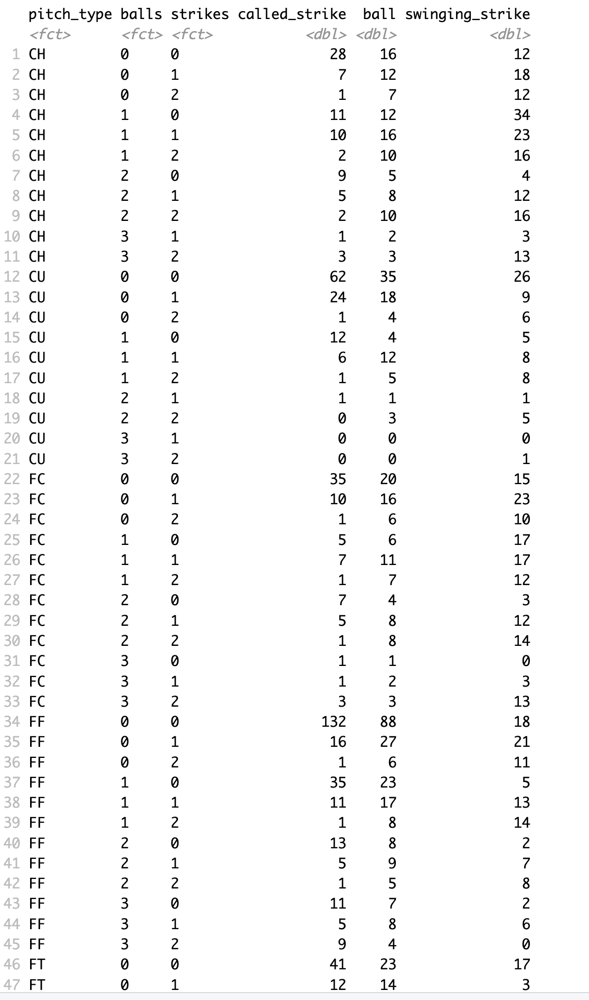 pitch_type balls strikes called_strike ball swinging_strike
<fct> <fct> <fct> <dbl> <dbl> <dbl>
1 CH 0 0 28 16 12
2 CH 0 1 7 12 18
3 CH 0 2 1 7 12
4 CH 1 0 11 12 34
5 CH 1 1 10 16 23
6 CH 1 2 2 10 16
7 CH 2 0 9 5 4
8 CH 2 1 5 8 12
9 CH 2 2 2 10 16
10 CH 3 1 1 2 3
11 CH 3 2 3 3 13
12 CU 0 0 62 35 26
13 CU 0 1 24 18 9
14 CU 0 2 1 4 6
15 CU 1 0 12 4 5
16 CU 1 1 6 12 8
17 CU 1 2 1 5 8
18 CU 2 1 1 1 1
19 CU 2 2 0 3 5
20 CU 3 1 0 0 0
21 CU 3 2 0 0 1
22 FC 0 0 35 20 15
23 FC 0 1 10 16 23
24 FC 0 2 1 6 10
25 FC 1 0 5 6 17
26 FC 1 1 7 11 17
27 FC 1 2 1 7 12
28 FC 2 0 7 4 3
29 FC 2 1 5 8 12
30 FC 2 2 1 8 14
31 FC 3 0 1 1 0
32 FC 3 1 1 2 3
33 FC 3 2 3 3 13
34 FF 0 0 132 88 18
35 FF 0 1 16 27 21
36 FF 0 2 1 6 11
37 FF 1 0 35 23 5
38 FF 1 1 11 17 13
39 FF 1 2 1 8 14
40 FF 2 0 13 8 2
41 FF 2 1 5 9 7
42 FF 2 2 1 5 8
43 FF 3 0 11 7 2
44 FF 3 1 5 8 6
45 FF 3 2 9 4 0
46 FT 0 0 41 23 17
47 FT 0 1 12 14 3